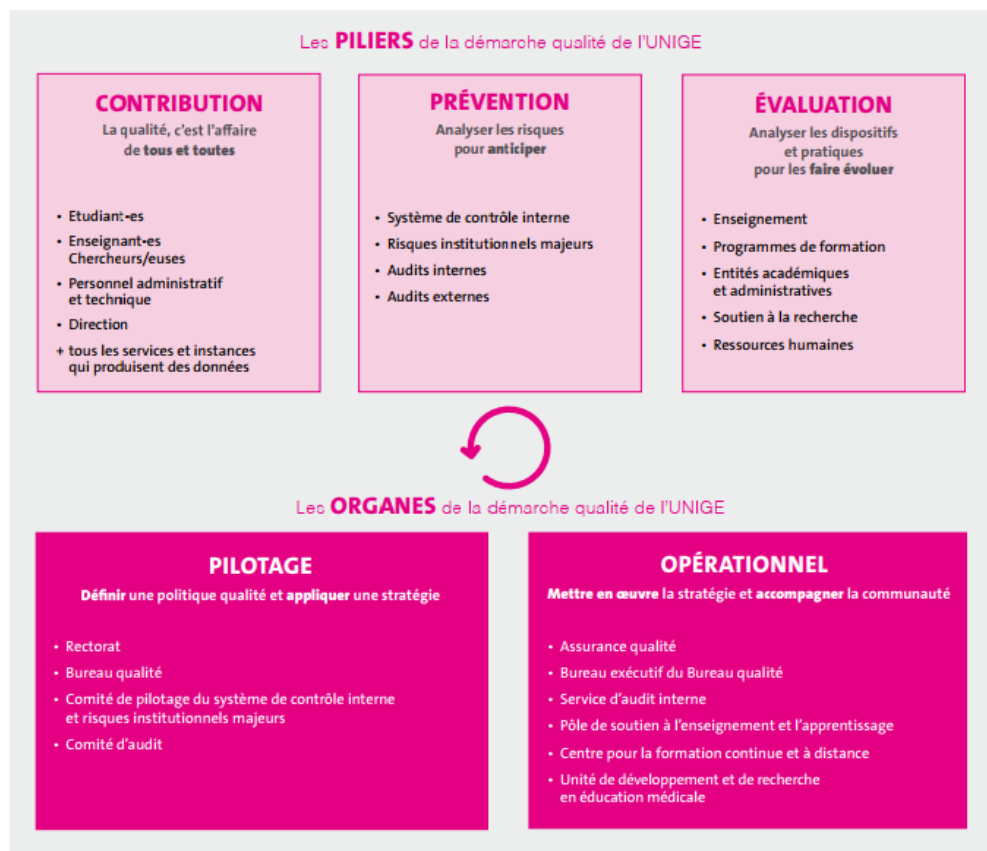 Les PILIERS de la démarche qualité de l'UNIGE
CONTRIBUTION
La qualité, c'est l'affaire
de tous et toutes
• Etudiant•es
• Enseignant•es
Chercheurs/euses
• Personnel administratif
et technique
• Direction
+ tous les services et instances
qui produisent des données
PRÉVENTION
Analyser les risques
pour anticiper
• Système de contrôle interne
• Risques institutionnels majeurs
• Audits internes
• Audits externes
ÉVALUATION
Analyser les dispositifs
et pratiques
pour les faire évoluer
• Enseignement
• Programmes de formation
• Entités académiques
et administratives
• Soutien à la recherche
• Ressources humaines
Les ORGANES de la démarche qualité de l'UNIGE
PILOTAGE
Définir une politique qualité et appliquer une stratégie
• Rectorat
• Bureau qualité
• Comité de pilotage du système de contrôle interne
et risques institutionnels majeurs
• Comité d'audit
OPÉRATIONNEL
Mettre en œuvre la stratégie et accompagner la communauté
• Assurance qualité
• Bureau exécutif du Bureau qualité
• Service d'audit interne
• Pôle de soutien à l'enseignement et l'apprentissage
• Centre pour la formation continue et à distance
• Unité de développement et de recherche
en éducation médicale